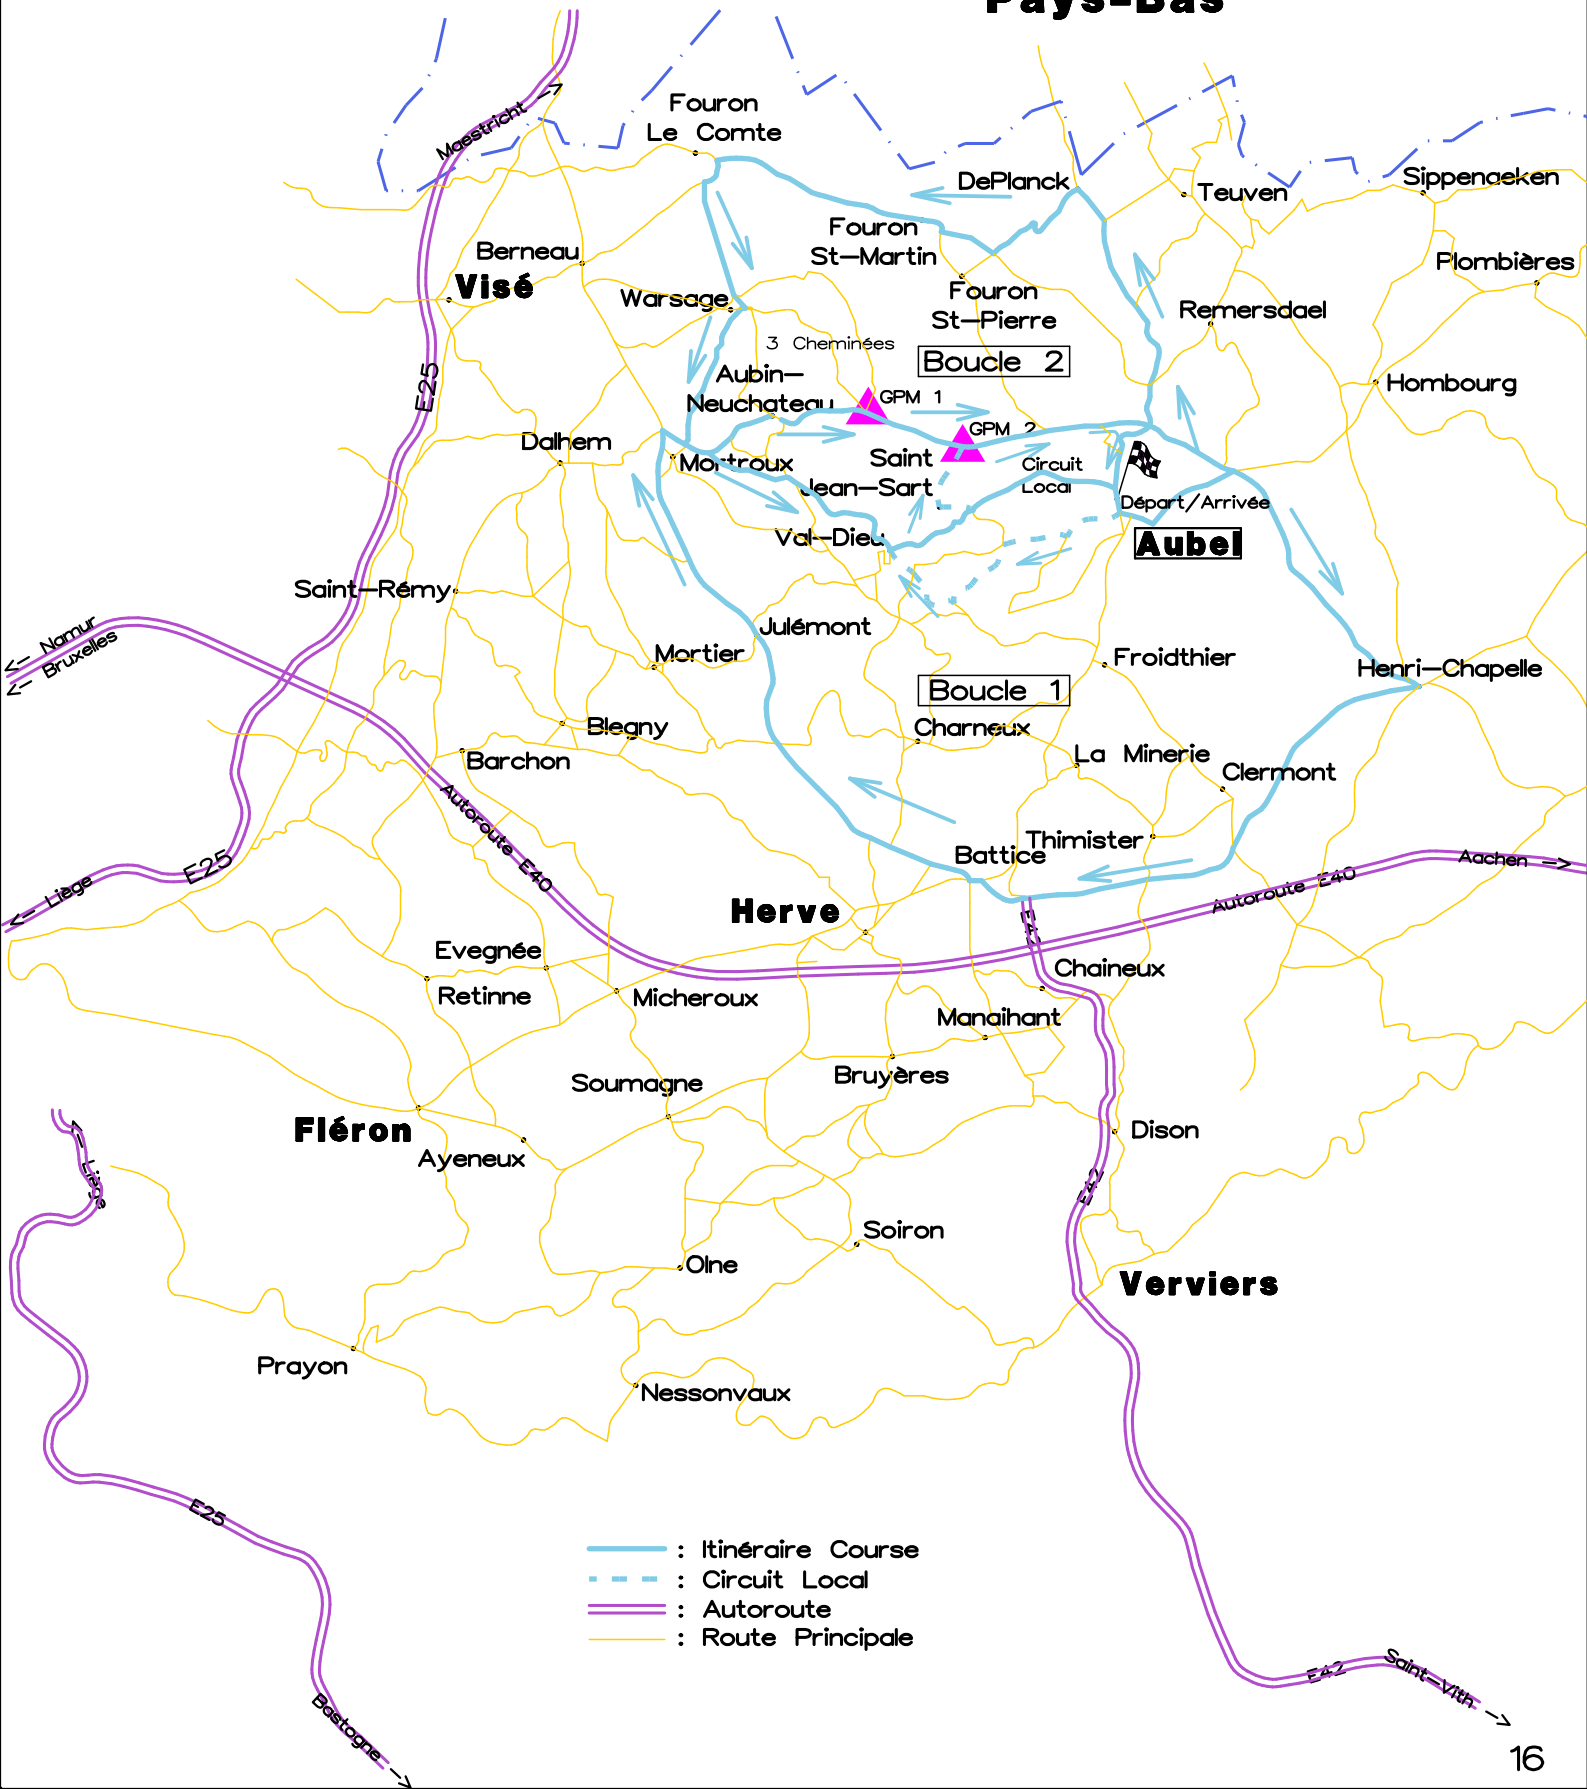 Pays-Bas
Maestricht
Fouron
Le Comte
DePlanck
Teuven
Sippenaeken
Fouron
St-Martin
Berneau
Visé
Plombières
Warsage
Fouron
St-Pierre
Remersdael
3 Cheminées
Boucle 2
Aubin-
Neuchateau
GPM 1
E25
Hombourg
GPM 2
Dalhem
Mortroux
Saint
Jean-Sart
Circuit
Local
Départ/Arrivée
Val-Dieu
Aubel
Saint-Rémy
Namur
Bruxelles
Julémont
Mortier
Froidthier
Henri-Chapelle
Boucle 1
Blegny
Charneux
Barchon
La Minerie
Clermont
Autoroute E40
Thimister
Battice
Aachen
E25
Liège
Autoroute E40
Herve
E42
Evegnée
Retinne
Micheroux
Chaineux
Manaihant
Soumagne
Bruyères
Fléron
Ayeneux
Dison
Liège
E42
Soiron
Olne
Verviers
Prayon
Nessonvaux
E25
: Itinéraire Course
: Circuit Local
: Autoroute
: Route Principale
E42
Saint-Vith
Bastogne
16